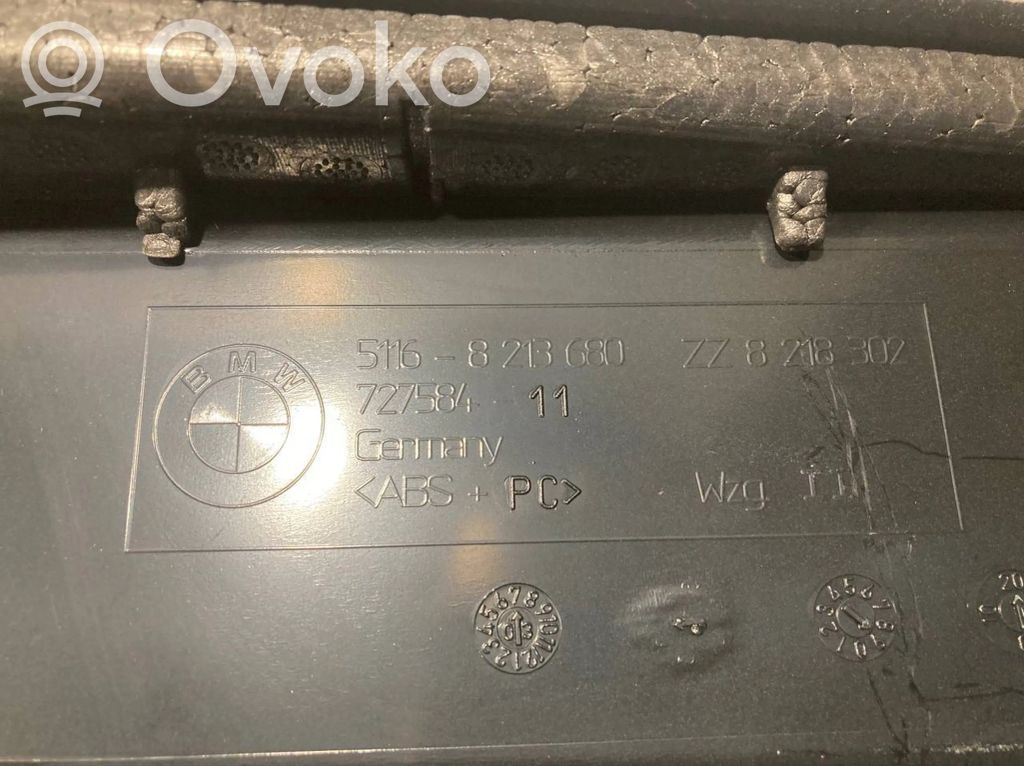 Ovoko
BMW
5116 - 8 213 680 ZZ 8 218 302
727584 11
Germany
<ABS + PC> Wzg